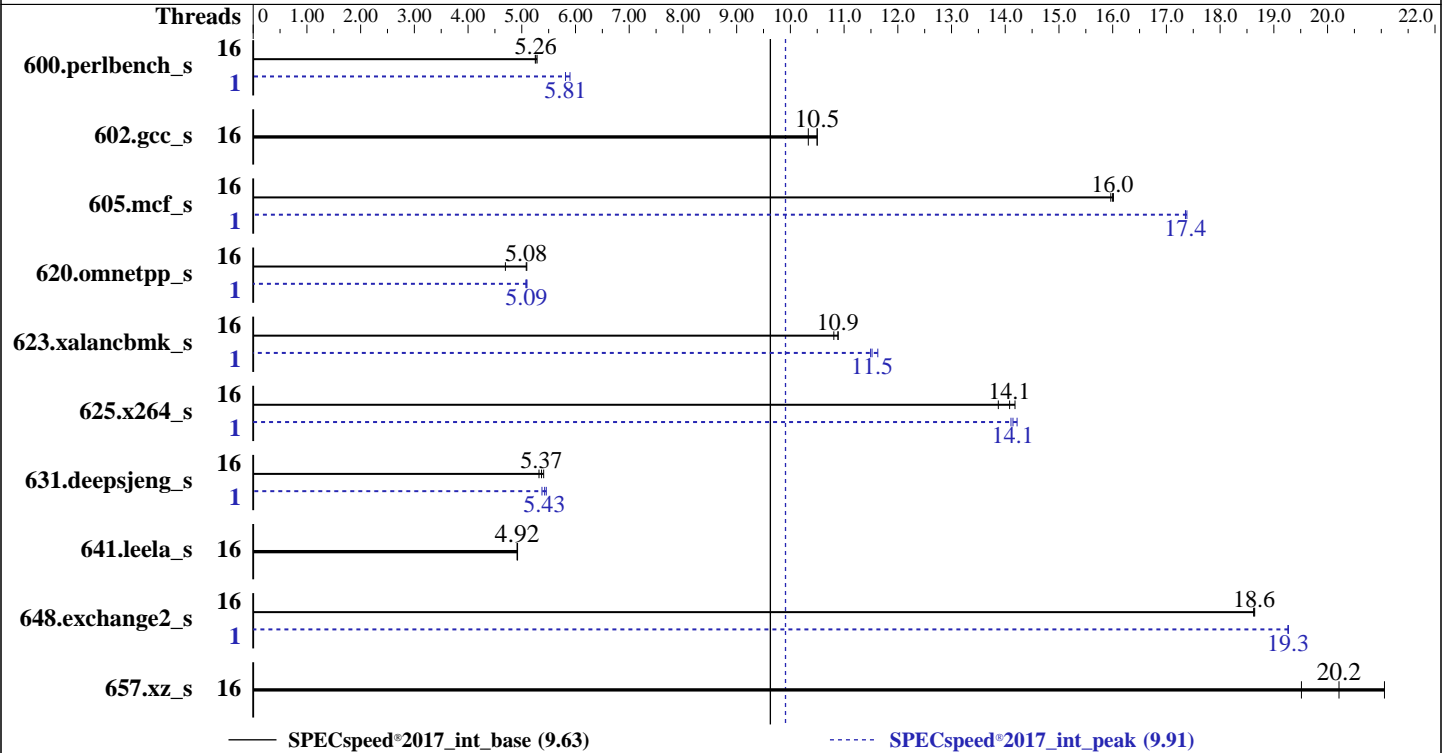 Threads 0 1.00 2.00 3.00 4.00 5.00 6.00 7.00 8.00 9.00 10.0 11.0 12.0 13.0 14.0 15.0 16.0 17.0 18.0 19.0 20.0 22.0
600.perlbench_s 16 5.26
1 5.81
602.gcc_s 16 10.5
605.mcf_s 16 16.0
1 17.4
620.omnetpp_s 16 5.08
1 5.09
623.xalancbmk_s 16 10.9
1 11.5
625.x264_s 16 14.1
1 14.1
631.deepsjeng_s 16 5.37
1 5.43
641.leela_s 16 4.92
648.exchange2_s 16 18.6
1 19.3
657.xz_s 16 20.2
SPECspeed®2017_int_base (9.63) SPECspeed®2017_int_peak (9.91)